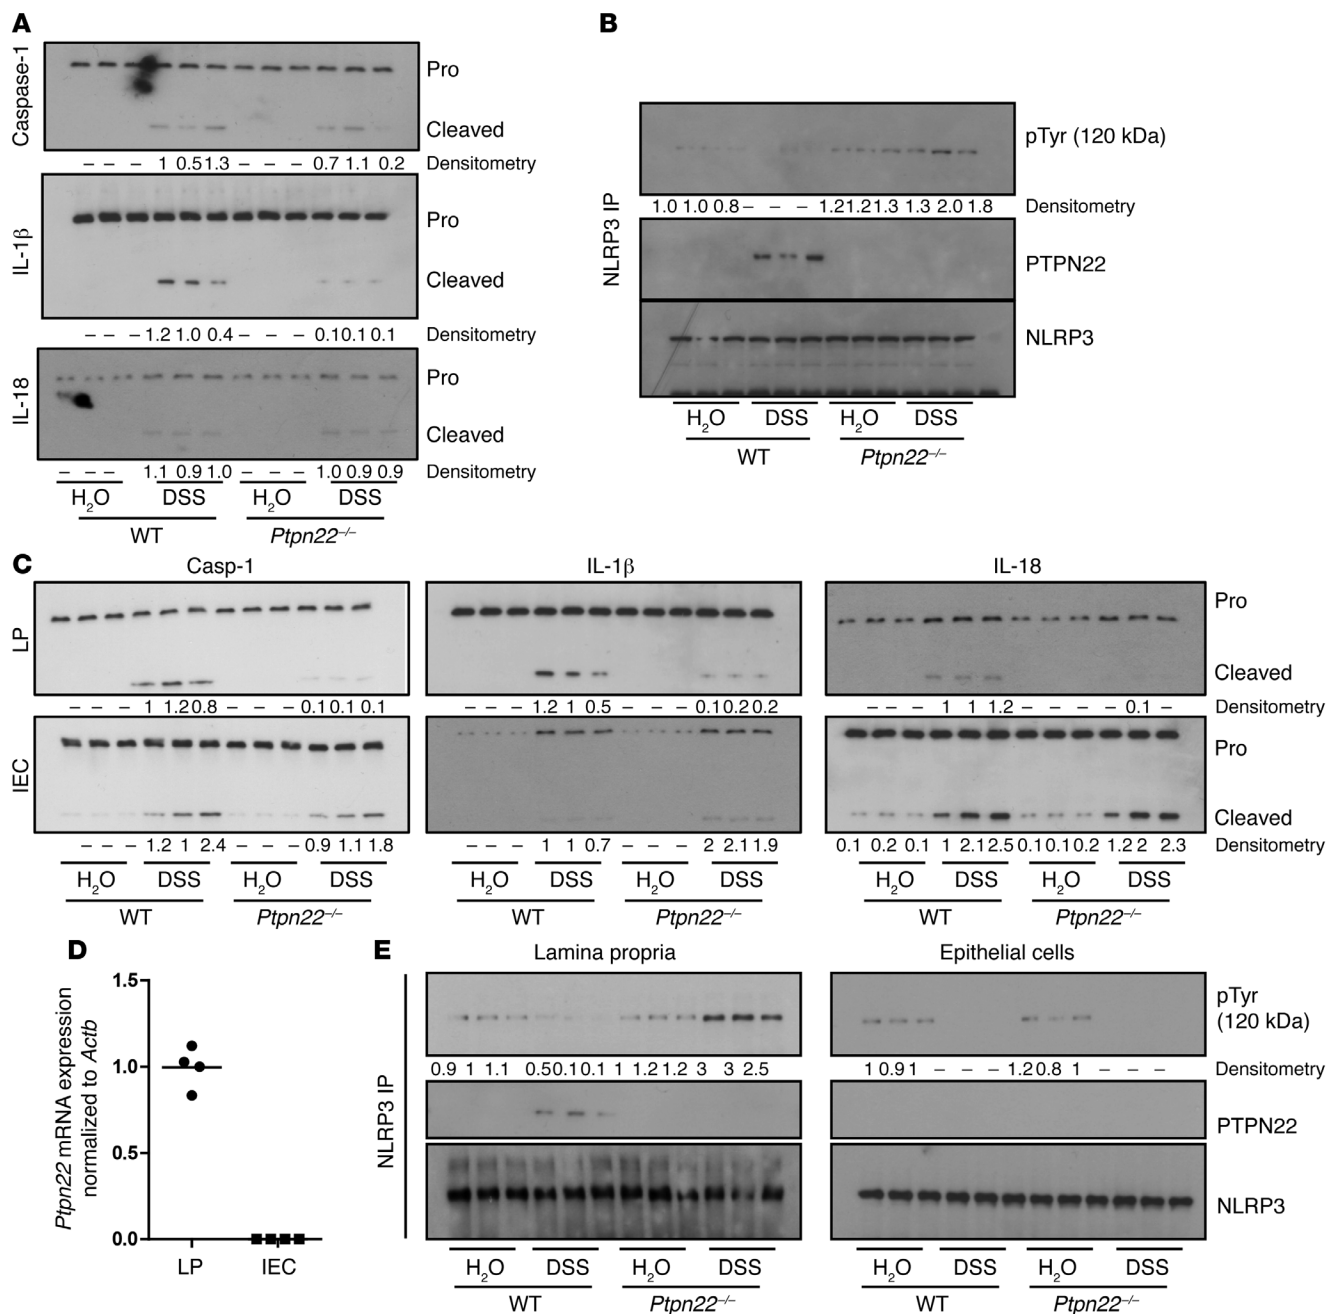 A
Caspase-1
Pro
Cleaved
– – – 1 0.5 1.3 – – – 0.7 1.1 0.2 Densitometry
IL-1β
Pro
Cleaved
– – – 1.2 1.0 0.4 – – – 0.1 0.1 0.1 Densitometry
IL-18
Pro
Cleaved
– – – 1.1 0.9 1.0 – – – 1.0 0.9 0.9 Densitometry
H2O DSS H2O DSS
WT Ptpn22–/–
B
NLRP3 IP
pTyr (120 kDa)
1.0 1.0 0.8 – – – 1.2 1.2 1.3 1.3 2.0 1.8 Densitometry
PTPN22
NLRP3
H2O DSS H2O DSS
WT Ptpn22–/–
C
Casp-1 IL-1β IL-18
LP
Pro
Cleaved
– – – 1 1.2 0.8 – – – 0.1 0.1 0.1 – – – 1.2 1 0.5 – – – 0.1 0.2 0.2 – – – 1 1 1.2 – – – – 0.1 – Densitometry
IEC
Pro
Cleaved
– – – 1.2 1 2.4 – – – 0.9 1.1 1.8 – – – 1 1 0.7 – – – 2 2.1 1.9 0.1 0.2 0.1 1 2.1 2.5 0.1 0.1 0.2 1.2 2 2.3 Densitometry
H2O DSS H2O DSS H2O DSS H2O DSS H2O DSS H2O DSS
WT Ptpn22–/– WT Ptpn22–/– WT Ptpn22–/–
D
Ptpn22 mRNA expression
normalized to Actb
1.5
1.0
0.5
0.0
LP IEC
E
Lamina propria Epithelial cells
NLRP3 IP
pTyr
(120 kDa)
0.9 1 1.1 0.5 0.1 0.1 1 1.2 1.2 3 3 2.5 1 0.9 1 – – – 1.2 0.8 1 – – – Densitometry
PTPN22
NLRP3
H2O DSS H2O DSS H2O DSS H2O DSS
WT Ptpn22–/– WT Ptpn22–/–